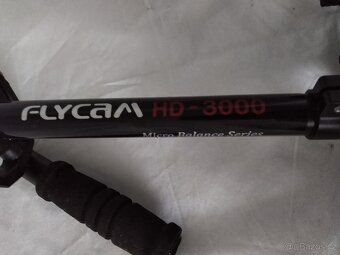 FLYCAM HD-3000
Micro Balance Series